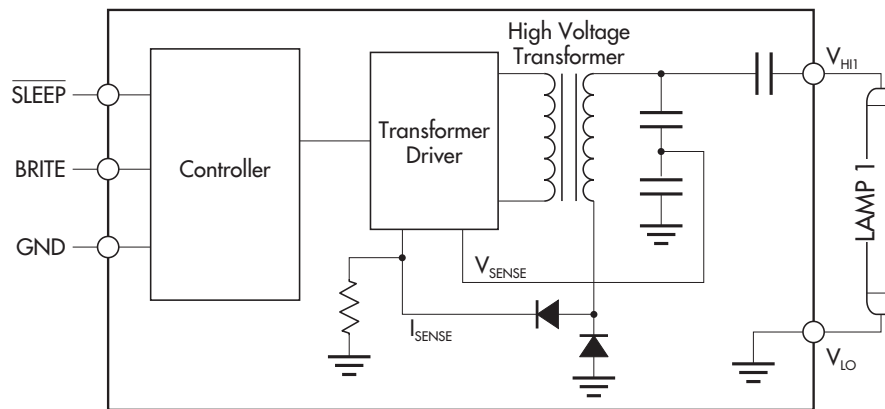 High Voltage
Transformer
V_HI1
SLEEP
Transformer
Driver
Controller
BRITE
LAMP 1
GND
V_SENSE
I_SENSE
V_LO